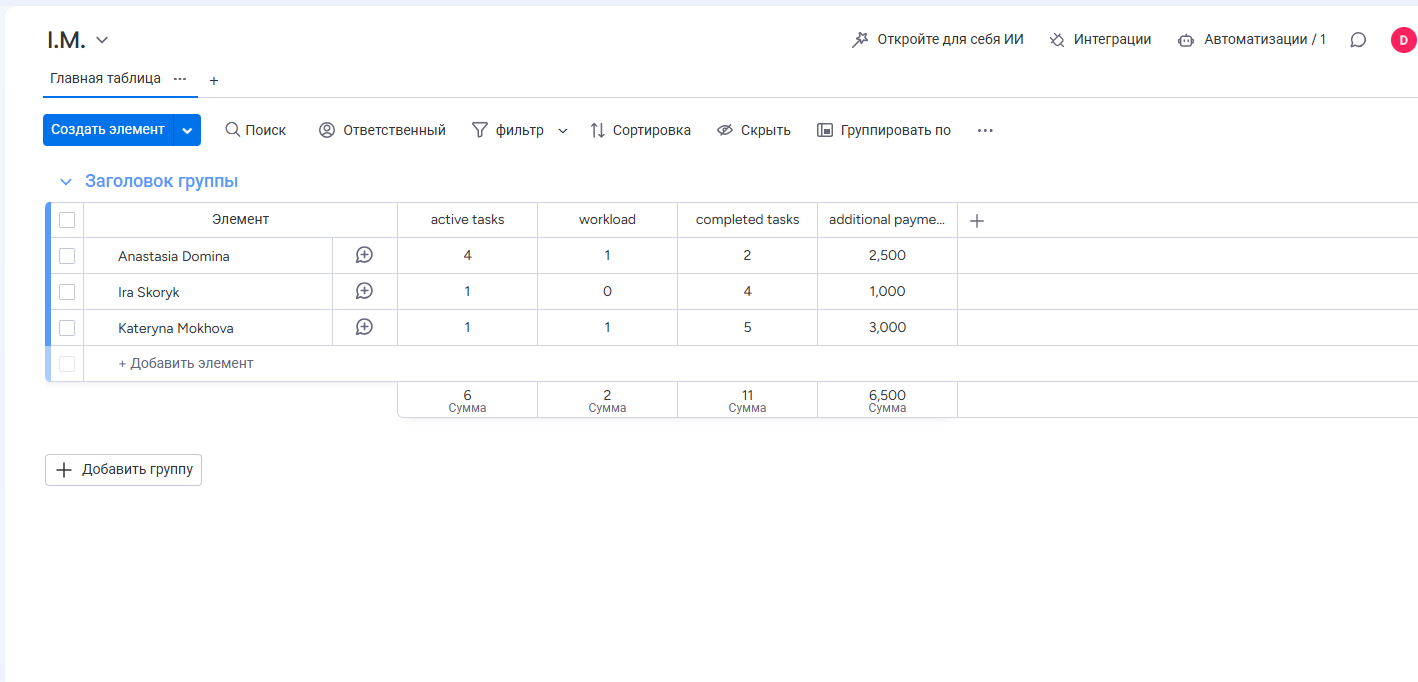 I.M.
Откройте для себя ИИ Интеграции Автоматизации / 1 D
Главная таблица ... +
Создать элемент Поиск Ответственный фильтр Сортировка Скрыть Группировать по ...
Заголовок группы
Элемент active tasks workload completed tasks additional payme... +
Anastasia Domina 4 1 2 2,500
Ira Skoryk 1 0 4 1,000
Kateryna Mokhova 1 1 5 3,000
+ Добавить элемент
6 2 11 6,500
Сумма Сумма Сумма Сумма
+ Добавить группу